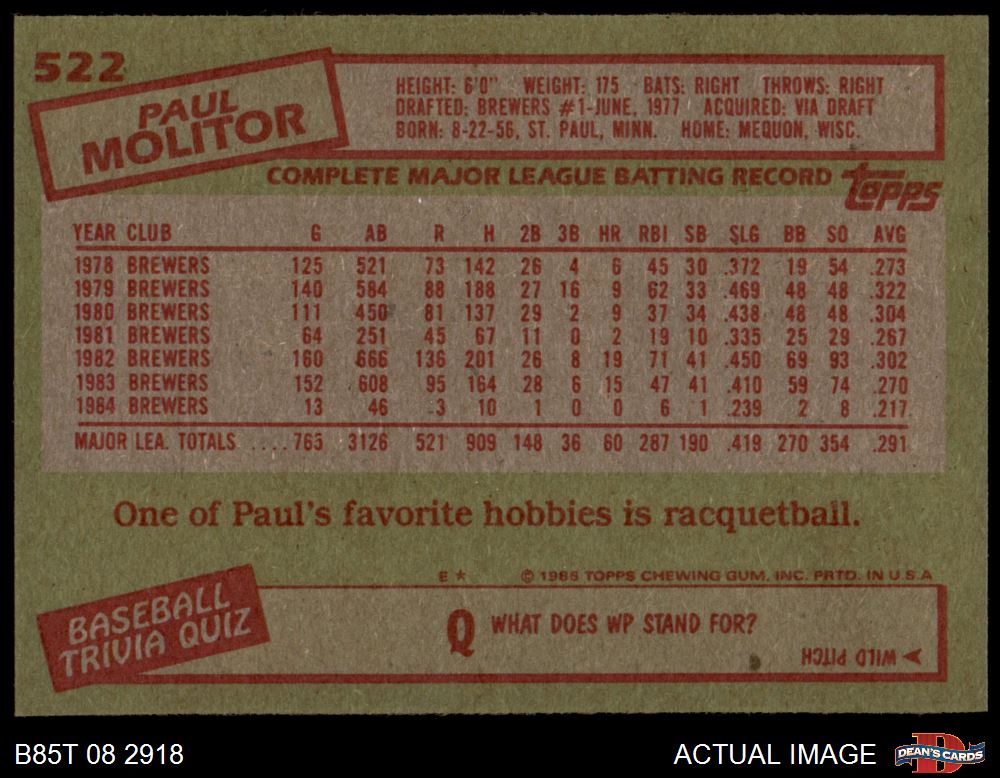 522
PAUL
MOLITOR
HEIGHT: 6'0" WEIGHT: 175 BATS: RIGHT THROWS: RIGHT
DRAFTED: BREWERS #1-JUNE, 1977 ACQUIRED: VIA DRAFT
BORN: 8-22-56, ST. PAUL, MINN. HOME: MEQUON, WISC.
COMPLETE MAJOR LEAGUE BATTING RECORD topps
YEAR CLUB G AB R H 2B 3B HR RBI SB SLG BB SO AVG
1978 BREWERS 125 521 73 142 26 4 6 45 30 .372 19 54 .273
1979 BREWERS 140 584 88 188 27 16 9 62 33 .469 48 48 .322
1980 BREWERS 111 450 81 137 29 2 9 37 34 .438 48 48 .304
1981 BREWERS 64 251 45 67 11 0 2 19 10 .335 25 29 .267
1982 BREWERS 160 666 136 201 26 8 19 71 41 .450 69 93 .302
1983 BREWERS 152 608 95 164 28 6 15 47 41 .410 59 74 .270
1984 BREWERS 13 46 3 10 1 0 0 6 1 .239 2 8 .217
MAJOR LEA. TOTALS ....765 3126 521 909 148 36 60 287 190 .419 270 354 .291
One of Paul's favorite hobbies is racquetball.
E * © 1985 TOPPS CHEWING GUM, INC. PRTD. IN U.S.A
BASEBALL
TRIVIA QUIZ
Q WHAT DOES WP STAND FOR?
WILD PITCH
B85T 08 2918
ACTUAL IMAGE
D
DEAN'S CARDS